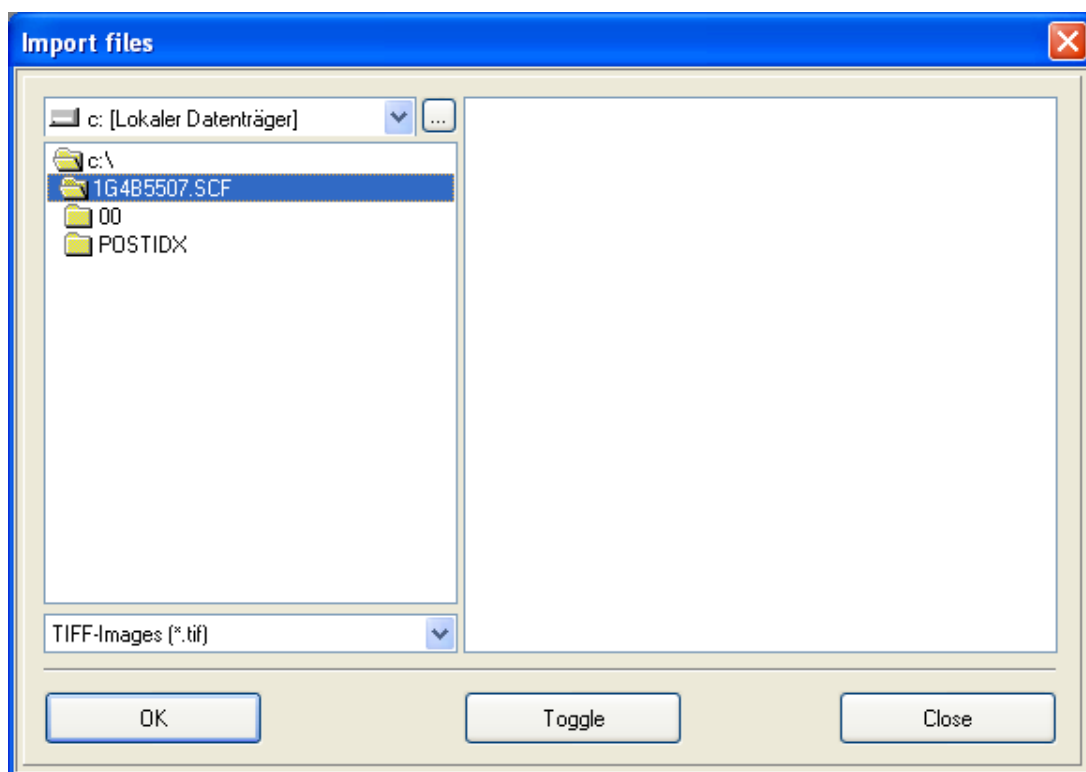 Import files
c: [Lokaler Datenträger]
...
c:\
1G4B5507.SCF
00
POSTIDX
TIFF-Images (*.tif)
OK
Toggle
Close